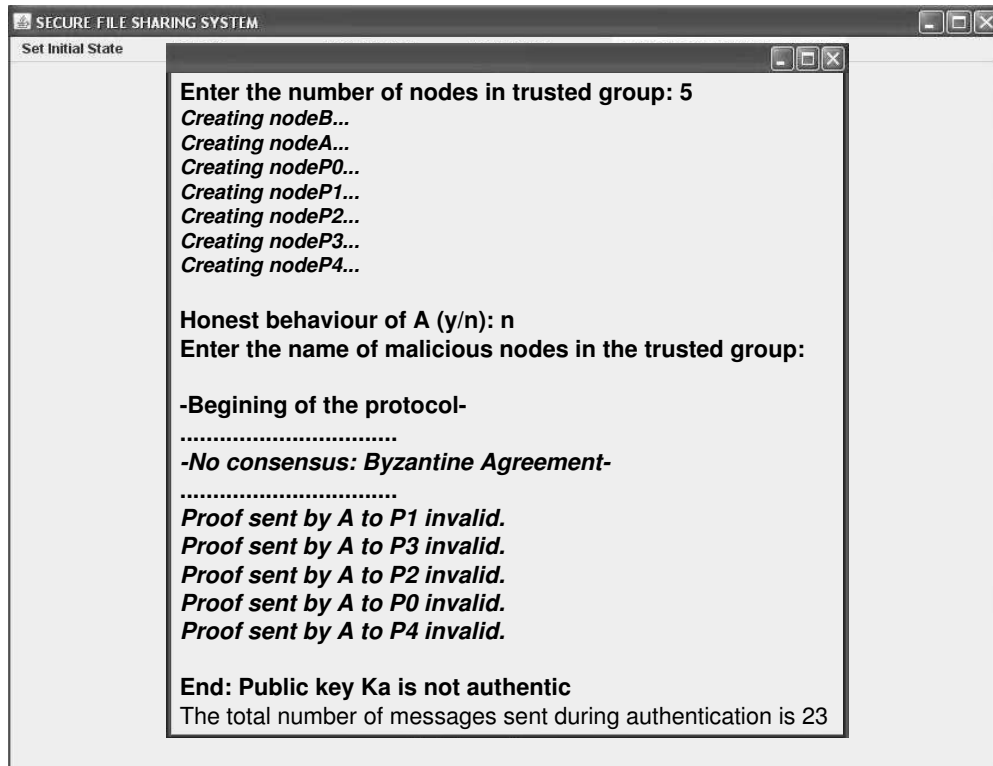 SECURE FILE SHARING SYSTEM
Set Initial State
Enter the number of nodes in trusted group: 5
Creating nodeB...
Creating nodeA...
Creating nodeP0...
Creating nodeP1...
Creating nodeP2...
Creating nodeP3...
Creating nodeP4...
Honest behaviour of A (y/n): n
Enter the name of malicious nodes in the trusted group:
-Begining of the protocol-
.................................
-No consensus: Byzantine Agreement-
.................................
Proof sent by A to P1 invalid.
Proof sent by A to P3 invalid.
Proof sent by A to P2 invalid.
Proof sent by A to P0 invalid.
Proof sent by A to P4 invalid.
End: Public key Ka is not authentic
The total number of messages sent during authentication is 23